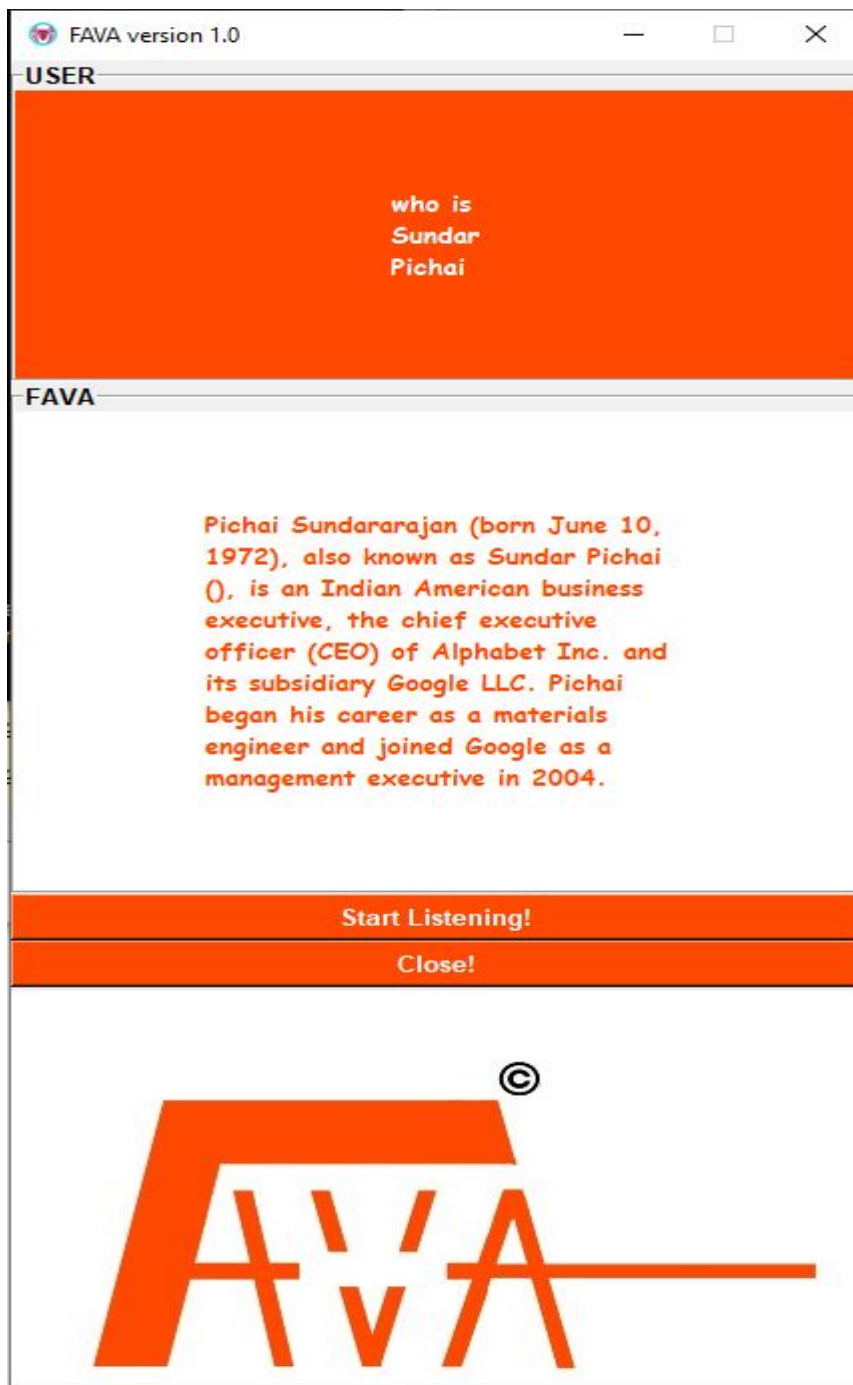 FAVA version 1.0
USER
who is
Sundar
Pichai
FAVA
Pichai Sundararajan (born June 10,
1972), also known as Sundar Pichai
(), is an Indian American business
executive, the chief executive
officer (CEO) of Alphabet Inc. and
its subsidiary Google LLC. Pichai
began his career as a materials
engineer and joined Google as a
management executive in 2004.
Start Listening!
Close!
©
FAVA